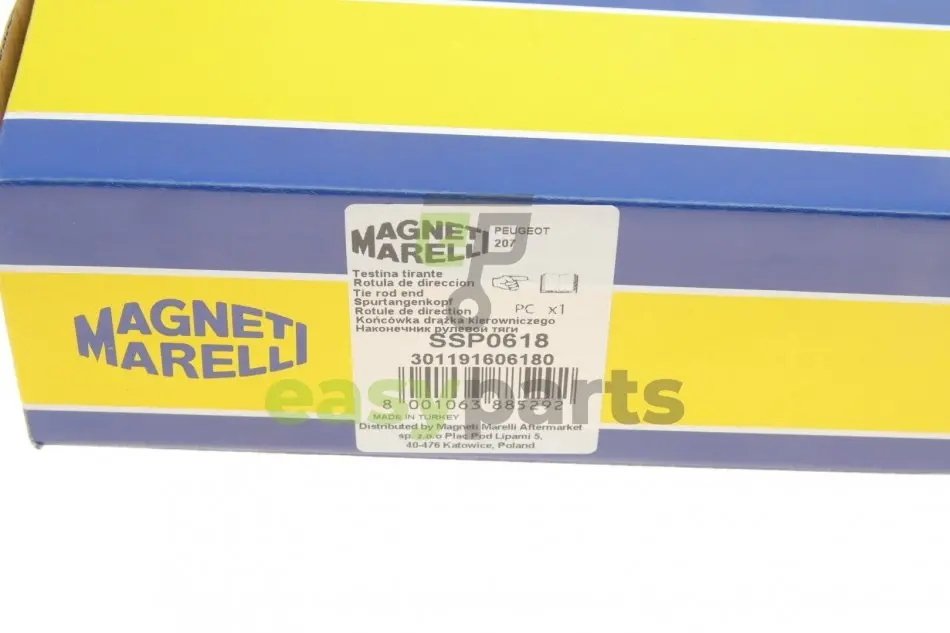 MAGNETI
MARELLI
PEUGEOT
207
Testina tirante
Rotula de direccion
Tie rod end
Spurtangenkopf
Rotule de direction
Końcówka drążka kierowniczego
Наконечник рулевой тяги
PC x1
SSP0618
301191606180
8 001063 885292
MADE IN TURKEY
Distributed by Magneti Marelli Aftermarket
sp. z.o.o Plac Pod Lipami 5,
40-476 Katowice, Poland
MAGNETI
MARELLI
easyparts